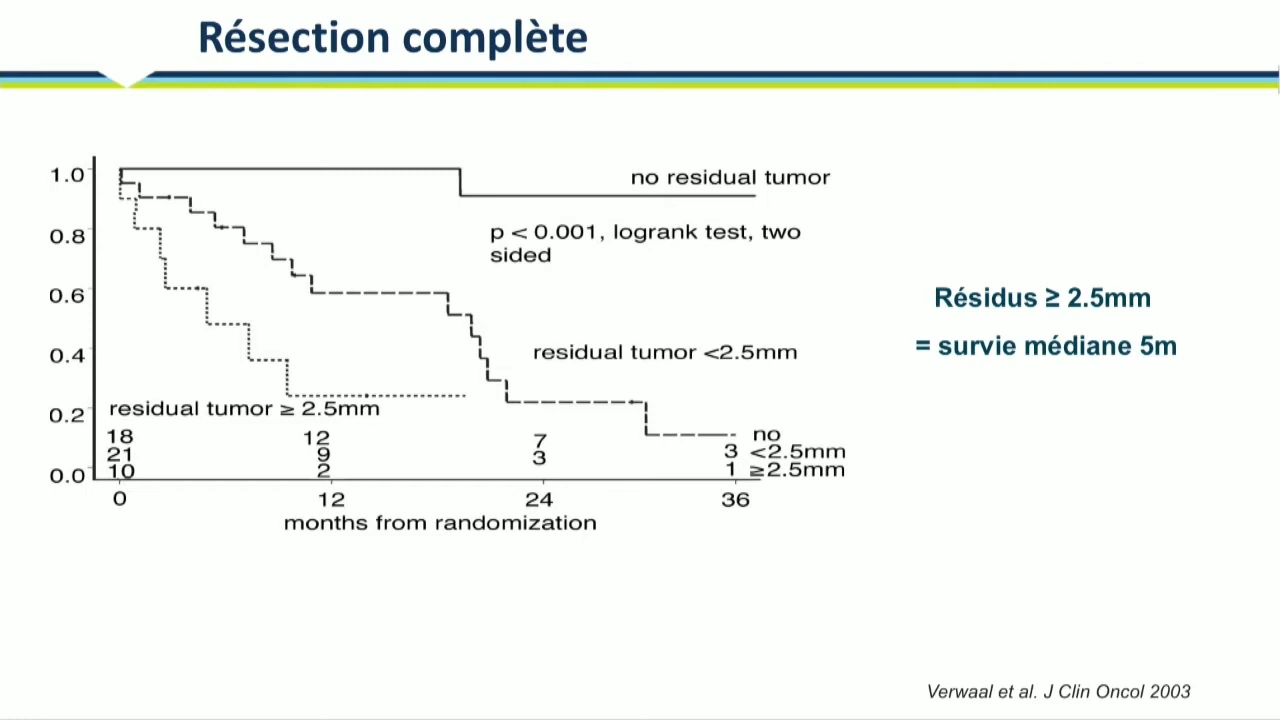 Résection complète
1.0
no residual tumor
0.8
p < 0.001, logrank test, two
sided
Résidus ≥ 2.5mm
0.6
= survie médiane 5m
0.4
residual tumor <2.5mm
0.2
residual tumor ≥ 2.5mm
18 12 7 no
21 9 3 3 <2.5mm
10 2 1 ≥2.5mm
0.0
0 12 24 36
months from randomization
Verwaal et al. J Clin Oncol 2003